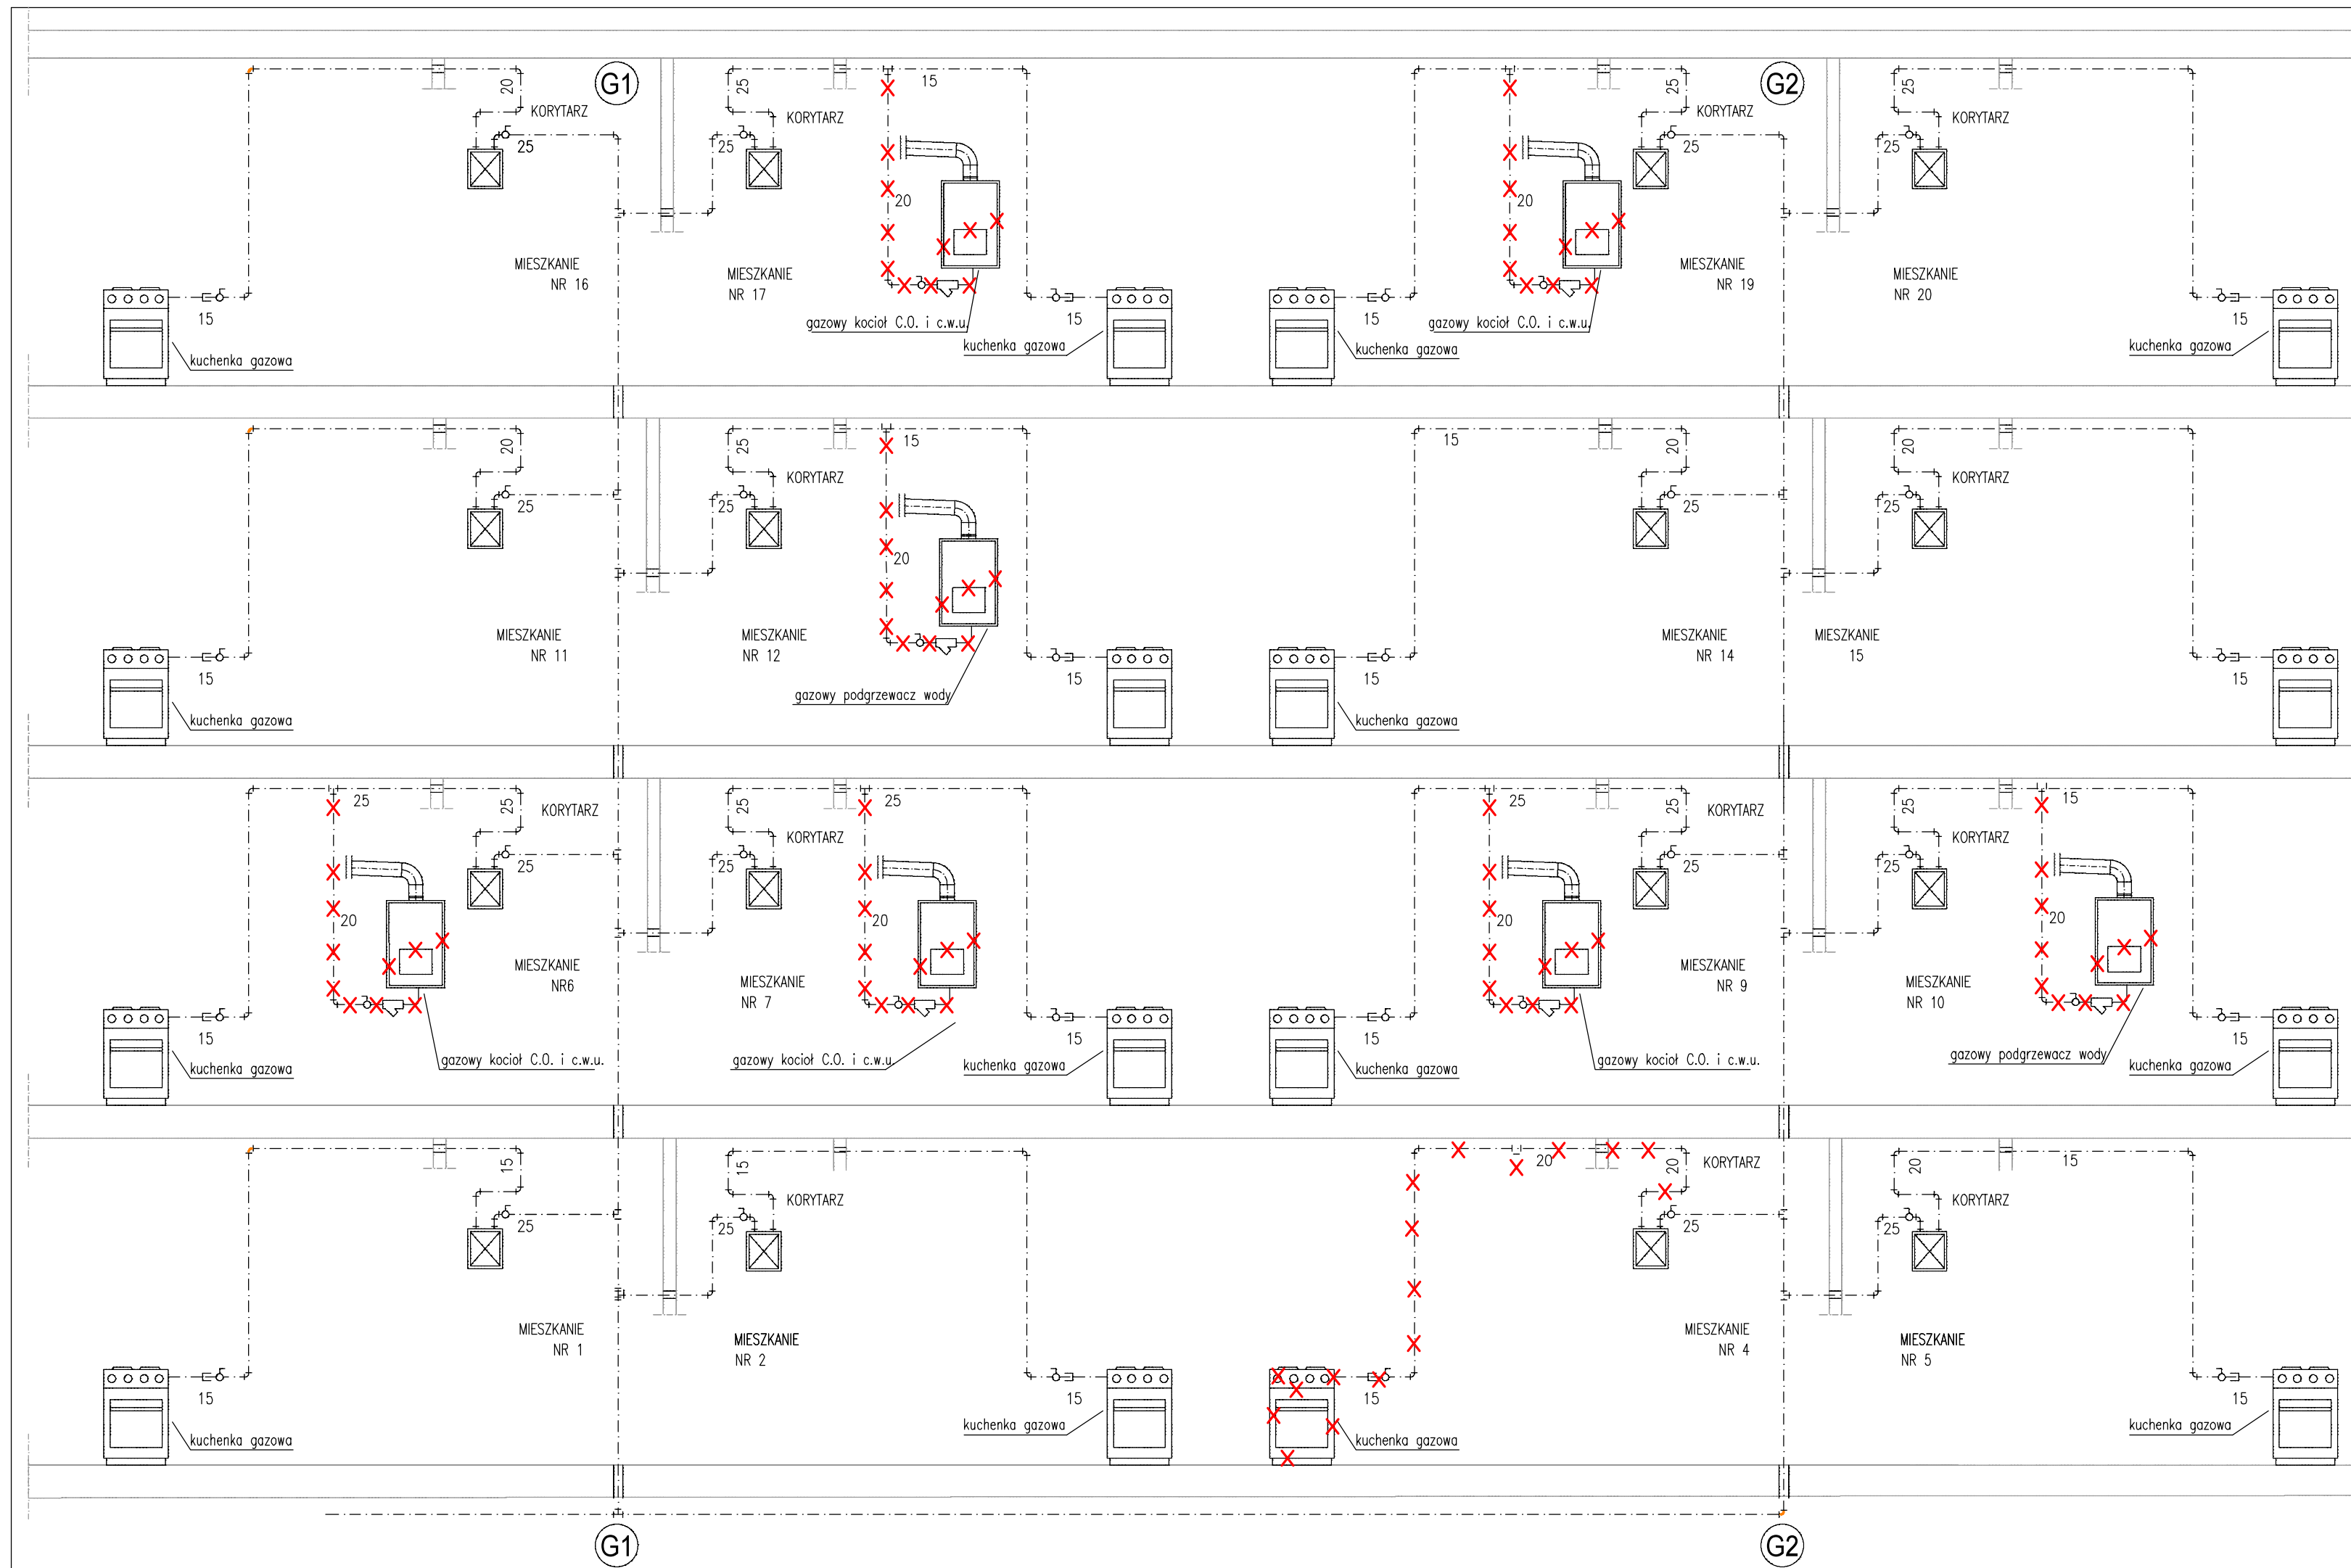 G1
G2
20
KORYTARZ
25
MIESZKANIE
NR 16
15
kuchenka gazowa
25
KORYTARZ
25
15
20
MIESZKANIE
NR 17
gazowy kocioł C.O. i c.w.u.
kuchenka gazowa
15
25
KORYTARZ
25
20
MIESZKANIE
NR 19
gazowy kocioł C.O. i c.w.u.
15
kuchenka gazowa
25
KORYTARZ
25
MIESZKANIE
NR 20
15
kuchenka gazowa
20
25
MIESZKANIE
NR 11
15
kuchenka gazowa
25
KORYTARZ
25
15
20
MIESZKANIE
NR 12
gazowy podgrzewacz wody
15
15
20
25
MIESZKANIE
NR 14
15
kuchenka gazowa
20
KORYTARZ
25
MIESZKANIE
15
15
25
25
KORYTARZ
25
20
MIESZKANIE
NR6
15
gazowy kocioł C.O. i c.w.u.
kuchenka gazowa
25
25
KORYTARZ
25
20
MIESZKANIE
NR 7
gazowy kocioł C.O. i c.w.u.
15
kuchenka gazowa
25
25
KORYTARZ
25
20
MIESZKANIE
NR 9
15
gazowy kocioł C.O. i c.w.u.
kuchenka gazowa
25
15
KORYTARZ
25
20
MIESZKANIE
NR 10
15
gazowy podgrzewacz wody
kuchenka gazowa
15
25
MIESZKANIE
NR 1
15
kuchenka gazowa
15
KORYTARZ
25
MIESZKANIE
NR 2
15
kuchenka gazowa
20
20
KORYTARZ
25
MIESZKANIE
NR 4
15
kuchenka gazowa
20
15
KORYTARZ
25
MIESZKANIE
NR 5
15
kuchenka gazowa
G1
G2